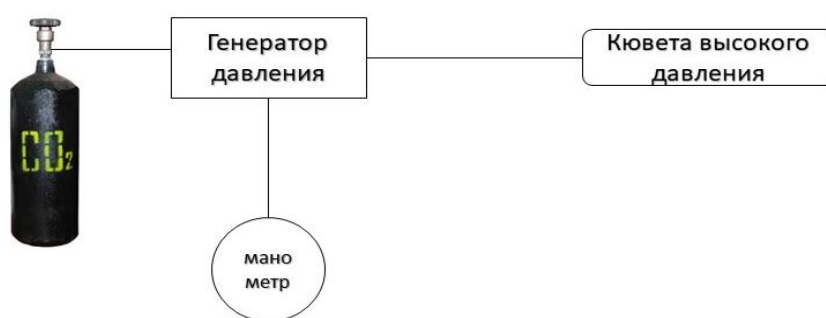 Генератор
давления
Кювета высокого
давления
CO₂
мано
метр